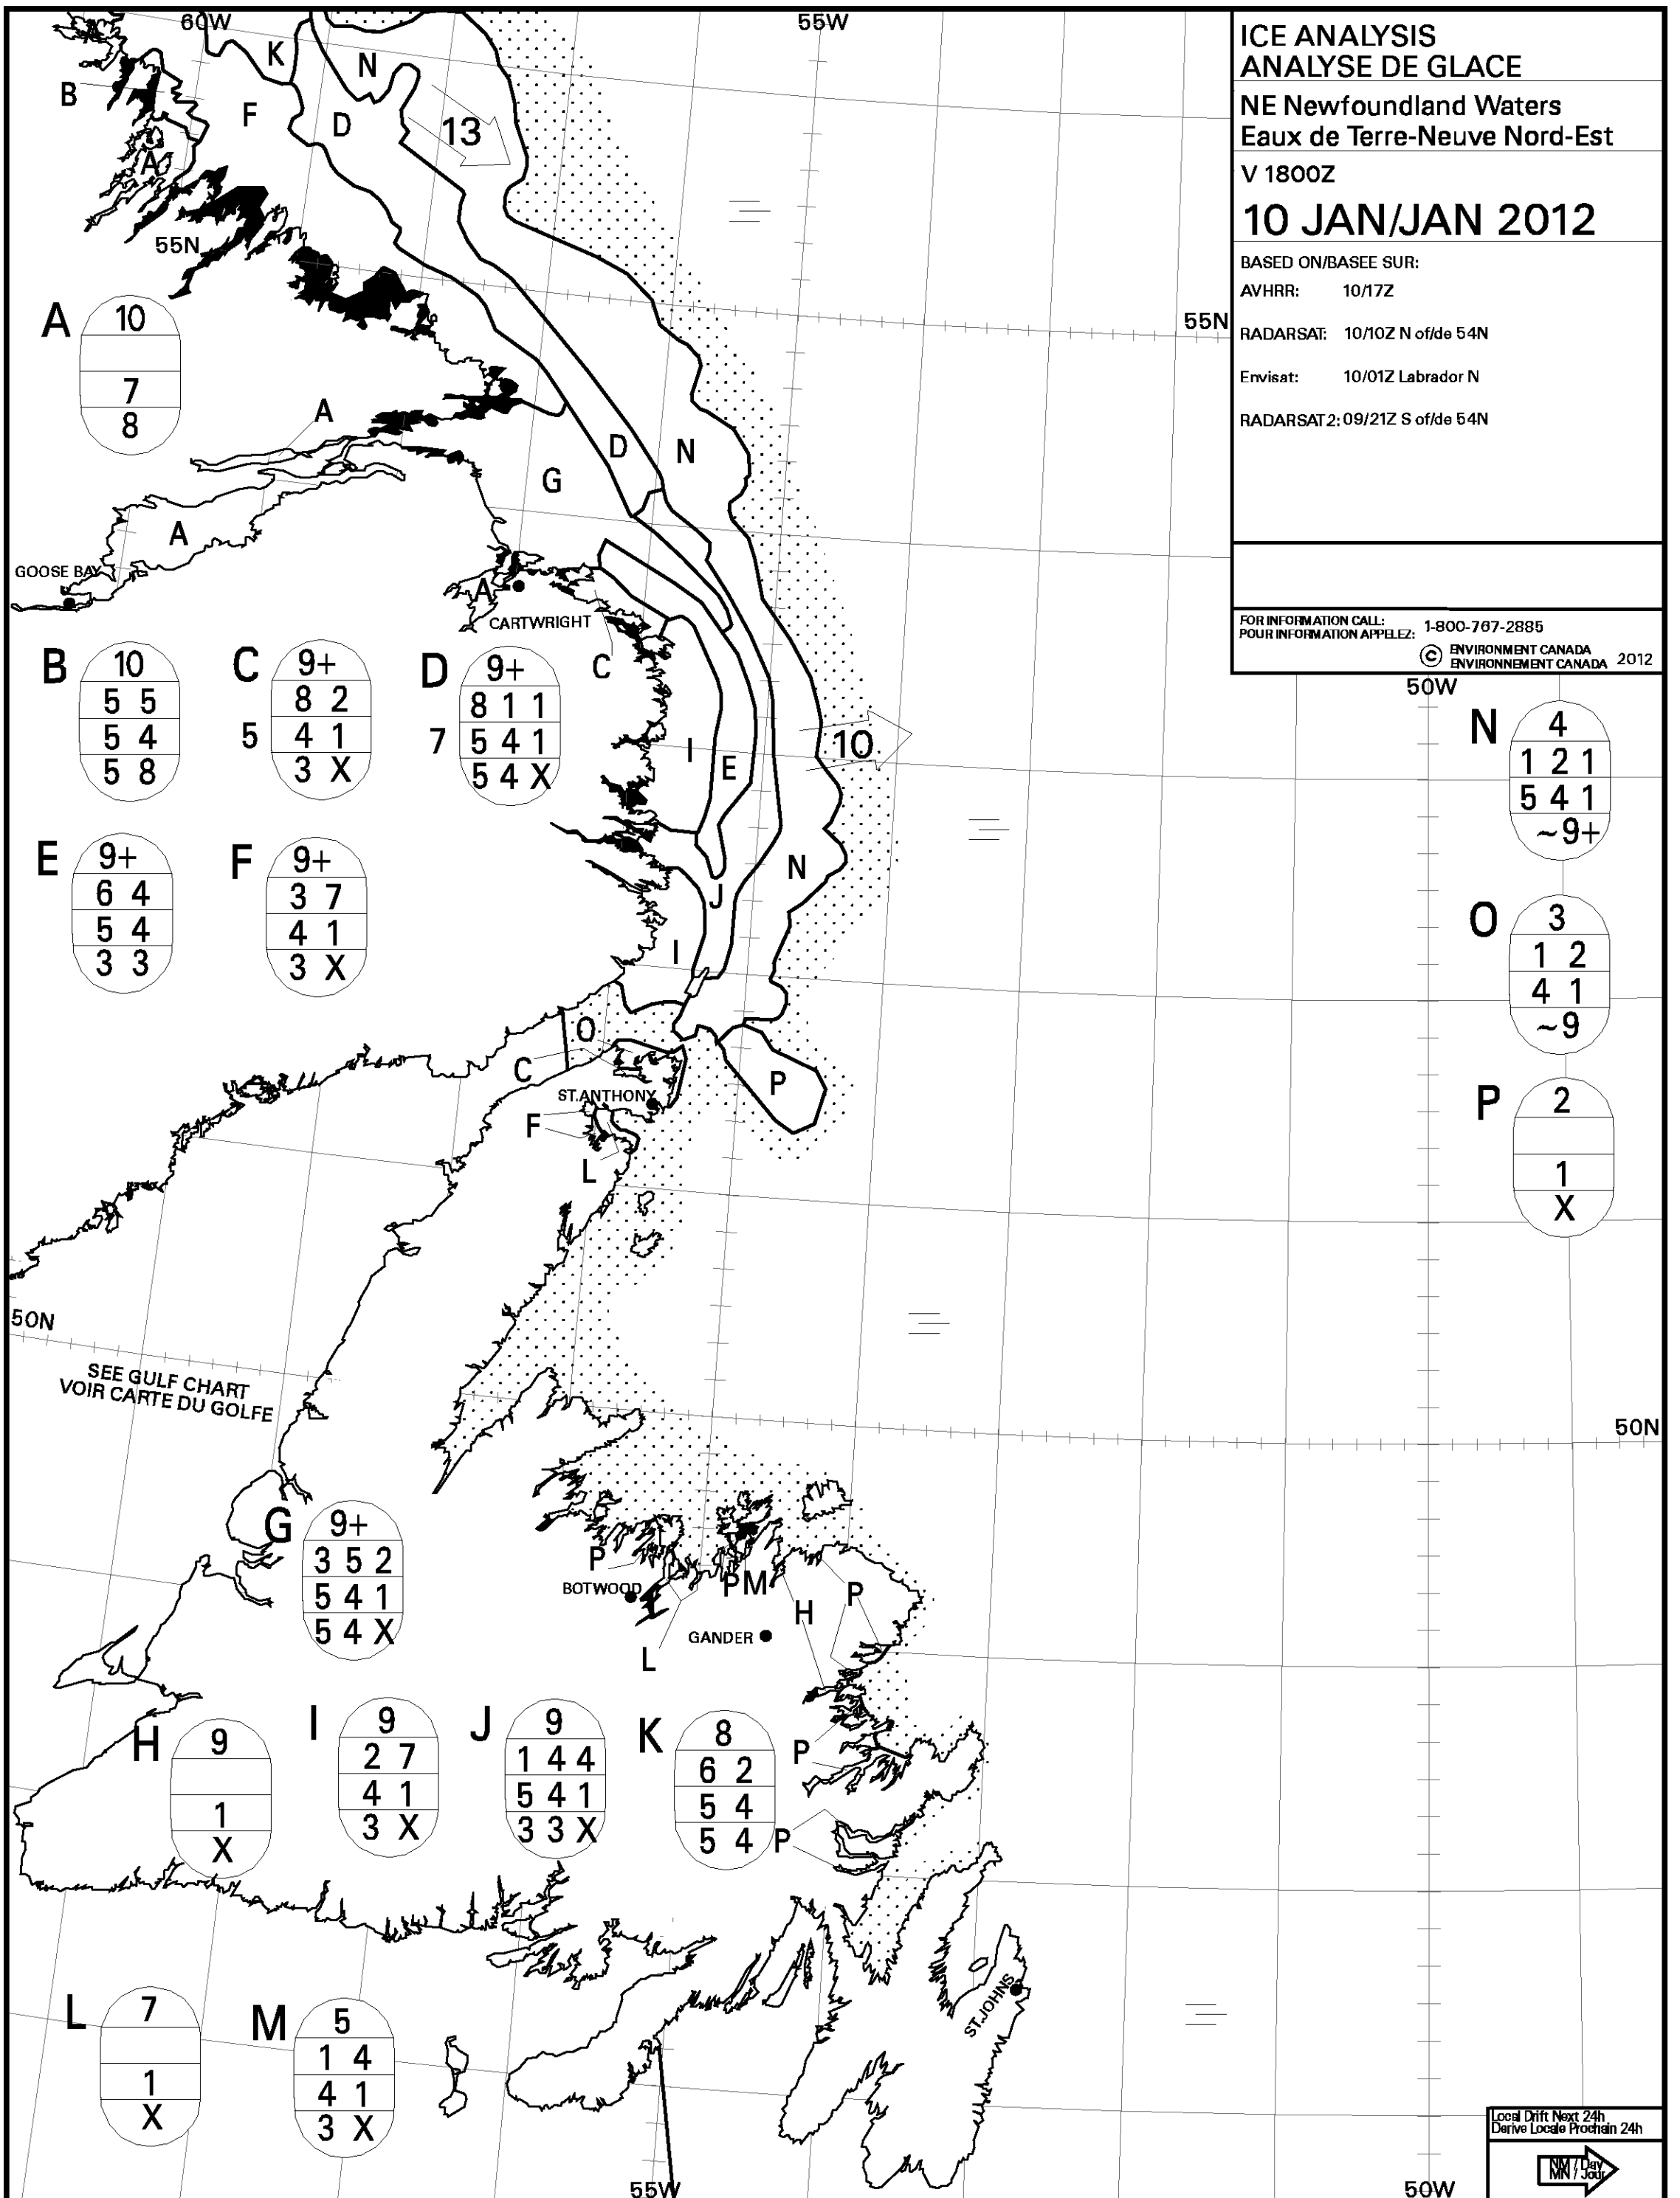 60W
55W
ICE ANALYSIS
ANALYSE DE GLACE
NE Newfoundland Waters
Eaux de Terre-Neuve Nord-Est
V 1800Z
10 JAN/JAN 2012
BASED ON/BASEE SUR:
AVHRR: 10/17Z
RADARSAT: 10/10Z N of/de 54N
Envisat: 10/01Z Labrador N
RADARSAT2: 09/21Z S of/de 54N
FOR INFORMATION CALL:
POUR INFORMATION APPELEZ: 1-800-767-2885
© ENVIRONMENT CANADA
ENVIRONNEMENT CANADA 2012
K
N
B
F
D
13
A
55N
55N
A
10
7
8
A
D
N
G
A
GOOSE BAY
A
CARTWRIGHT
C
B
10
5 5
5 4
5 8
C
9+
8 2
5 4 1
3 X
D
9+
8 1 1
7 5 4 1
5 4 X
I
E
10
50W
N
4
1 2 1
5 4 1
~9+
E
9+
6 4
5 4
3 3
F
9+
3 7
4 1
3 X
N
J
I
O
3
1 2
4 1
~9
O
C
ST.ANTHONY
P
F
L
P
2
1
X
50N
SEE GULF CHART
VOIR CARTE DU GOLFE
50N
G
9+
3 5 2
5 4 1
5 4 X
P
BOTWOOD
PM
H
P
GANDER
L
H
9
1
X
I
9
2 7
4 1
3 X
J
9
1 4 4
5 4 1
3 3 X
K
8
6 2
5 4
5 4
P
P
ST.JOHNS
L
7
1
X
M
5
1 4
4 1
3 X
Local Drift Next 24h
Derive Locale Prochain 24h
NM / Day
MN / Jour
55W
50W